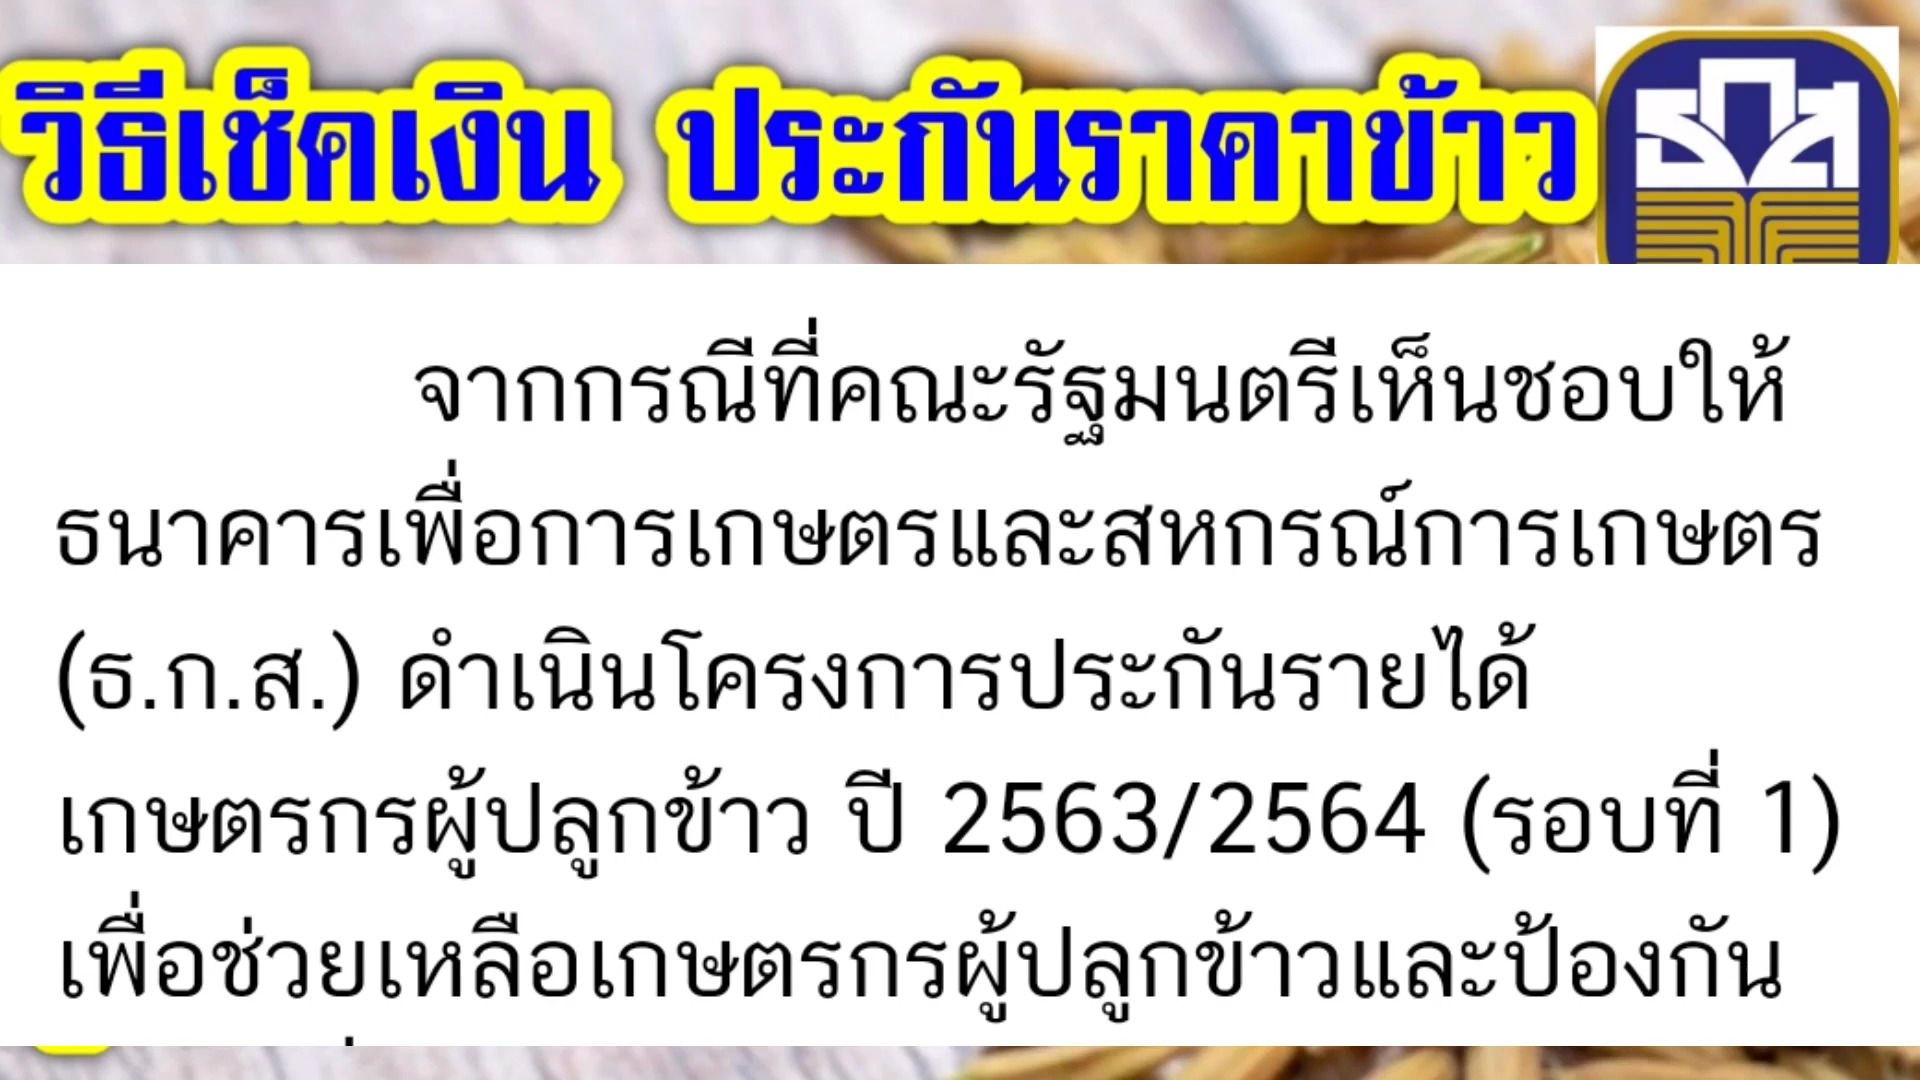 วิธีเช็คเงิน ประกันราคาข้าว
ธกส
จากกรณีที่คณะรัฐมนตรีเห็นชอบให้
ธนาคารเพื่อการเกษตรและสหกรณ์การเกษตร
(ธ.ก.ส.) ดำเนินโครงการประกันรายได้
เกษตรกรผู้ปลูกข้าว ปี 2563/2564 (รอบที่ 1)
เพื่อช่วยเหลือเกษตรกรผู้ปลูกข้าวและป้องกัน